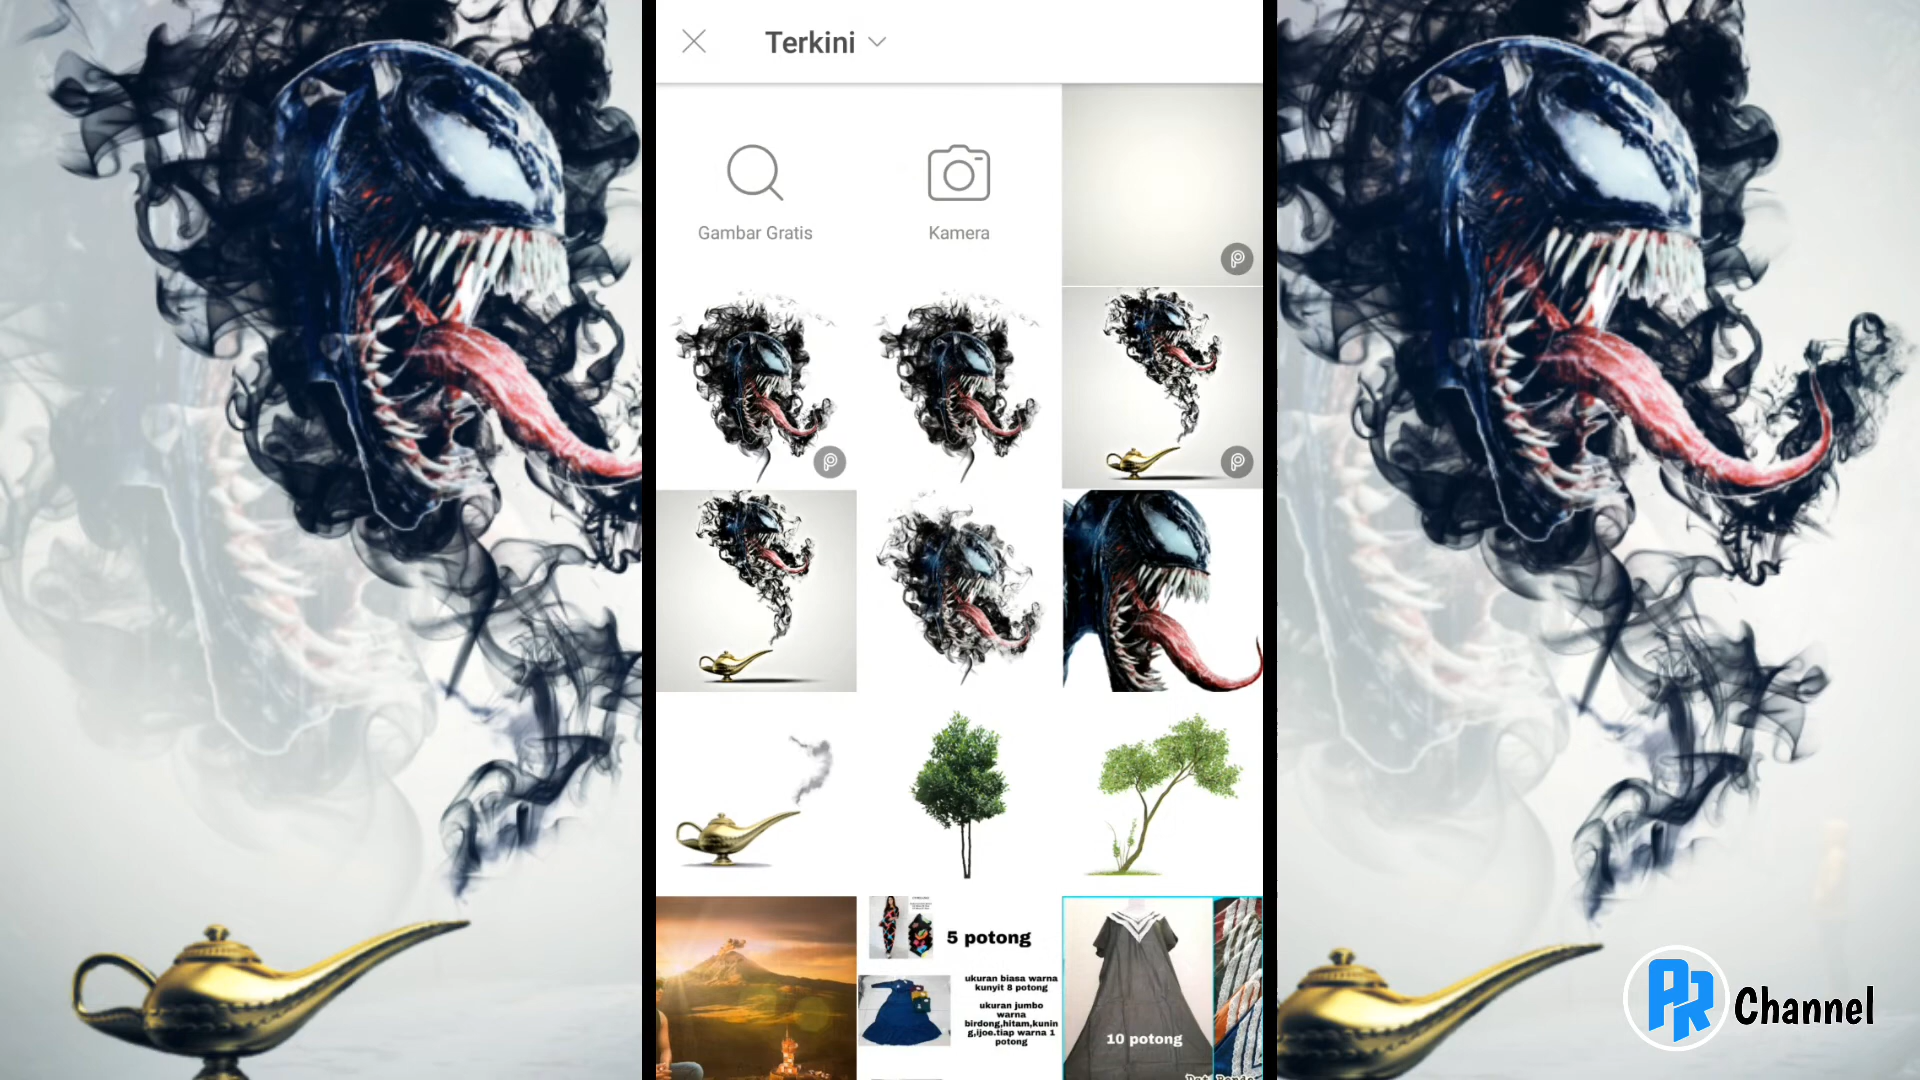 Terkini
Gambar Gratis
Kamera
5 potong
ukuran biasa warna
kunyit 8 potong
ukuran jumbo
warna
birdong,hitam,kunin
g,ijoe.tiap warna 1
potong
10 potong
PR Channel